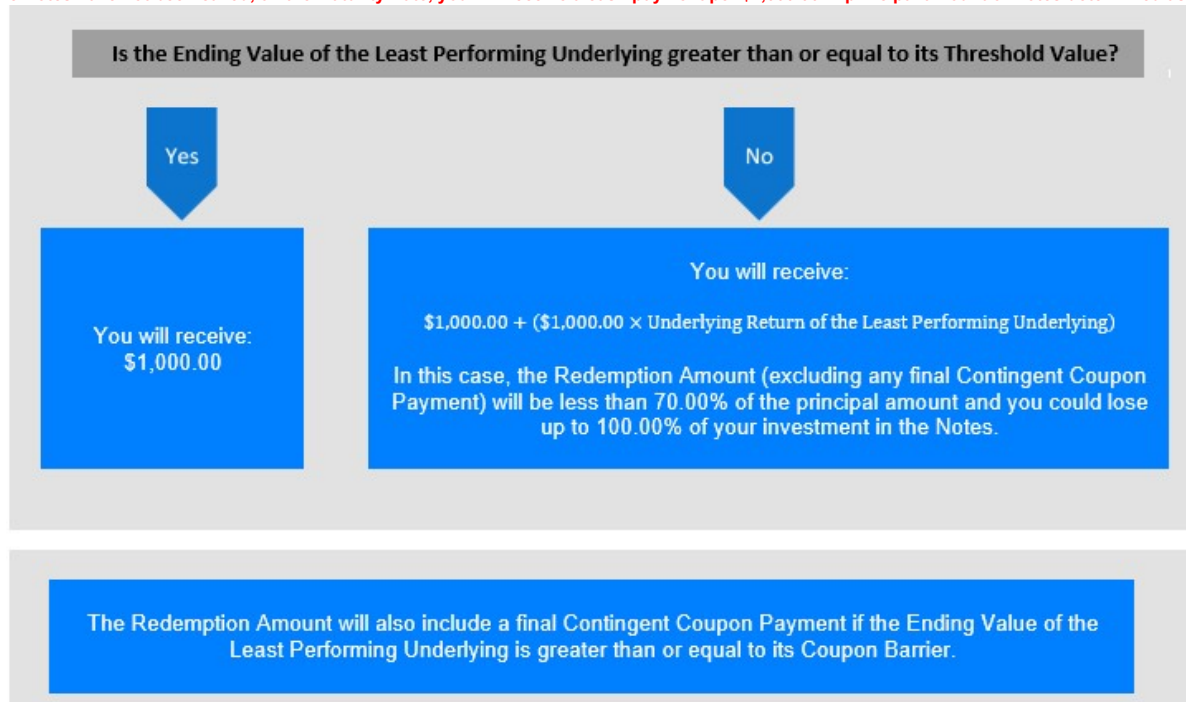 Is the Ending Value of the Least Performing Underlying greater than or equal to its Threshold Value?
Yes
No
You will receive:
$1,000.00
You will receive:
$1,000.00 + ($1,000.00 × Underlying Return of the Least Performing Underlying)
In this case, the Redemption Amount (excluding any final Contingent Coupon
Payment) will be less than 70.00% of the principal amount and you could lose
up to 100.00% of your investment in the Notes.
The Redemption Amount will also include a final Contingent Coupon Payment if the Ending Value of the
Least Performing Underlying is greater than or equal to its Coupon Barrier.